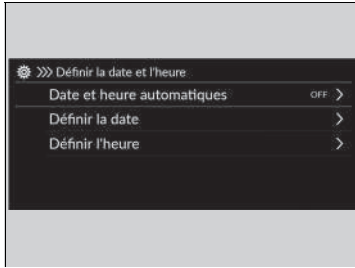 Définir la date et l'heure
Date et heure automatiques OFF
Définir la date
Définir l'heure